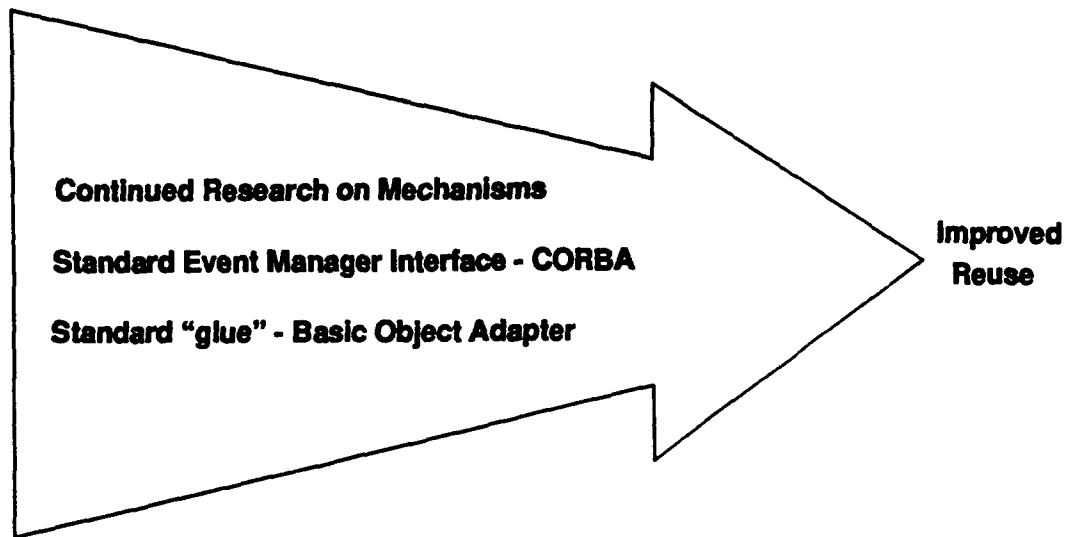 Continued Research on Mechanisms
Standard Event Manager Interface - CORBA
Standard “glue” - Basic Object Adapter
Improved
Reuse